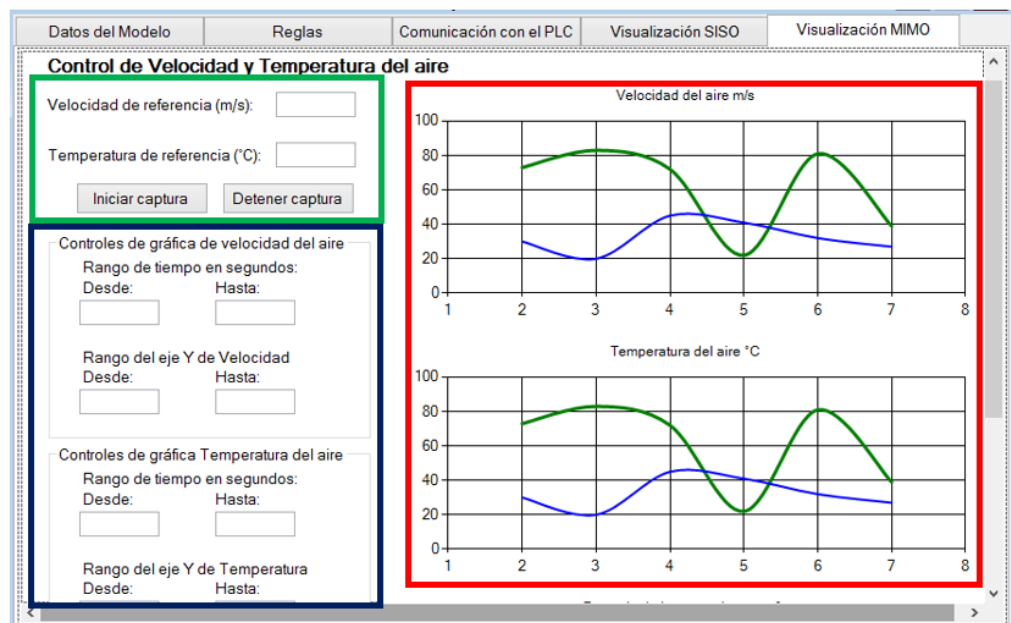 Datos del Modelo
Reglas
Comunicación con el PLC
Visualización SISO
Visualización MIMO
Control de Velocidad y Temperatura del aire
Velocidad de referencia (m/s):
Temperatura de referencia (°C):
Iniciar captura Detener captura
Controles de gráfica de velocidad del aire
Rango de tiempo en segundos:
Desde: Hasta:
Rango del eje Y de Velocidad
Desde: Hasta:
Controles de gráfica Temperatura del aire
Rango de tiempo en segundos:
Desde: Hasta:
Rango del eje Y de Temperatura
Desde: Hasta:
Velocidad del aire m/s
100
80
60
40
20
0
1 2 3 4 5 6 7 8
Temperatura del aire °C
100
80
60
40
20
0
1 2 3 4 5 6 7 8